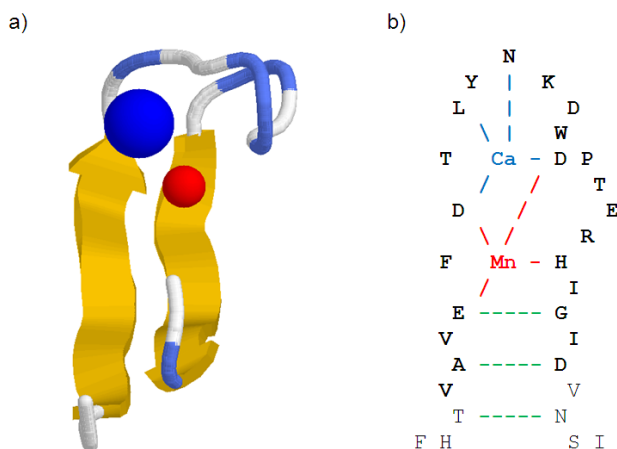 a) b)
N
Y K
L D
W
T Ca D P
T
D E
R
F Mn H
I
E G
V I
A D
V V
T N
F H S I